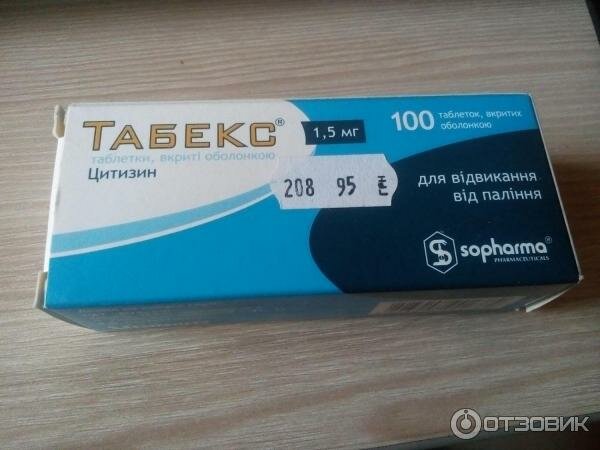 ТАБЕКС®
1,5 мг
таблетки, вкриті оболонкою
Цитизин
100 таблеток, вкритих
оболонкою
208 95 ₴
для відвикання
від паління
sopharma®
PHARMACEUTICALS
ОТЗОВИК